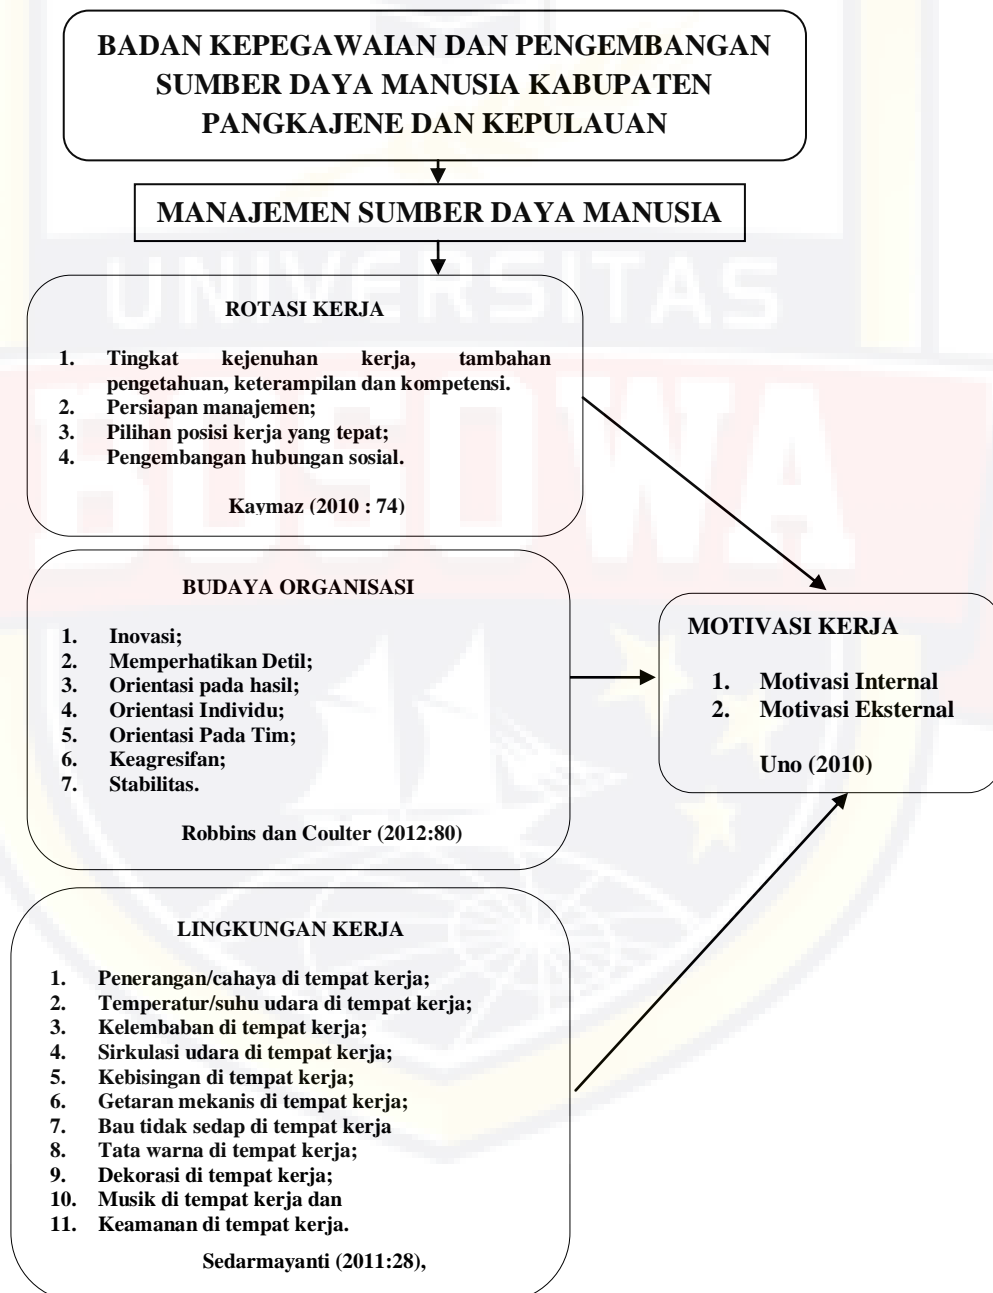 BADAN KEPEGAWAIAN DAN PENGEMBANGAN
SUMBER DAYA MANUSIA KABUPATEN
PANGKAJENE DAN KEPULAUAN
MANAJEMEN SUMBER DAYA MANUSIA
UNIVERSITAS
BOSOWA
ROTASI KERJA
1. Tingkat kejenuhan kerja, tambahan
pengetahuan, keterampilan dan kompetensi.
2. Persiapan manajemen;
3. Pilihan posisi kerja yang tepat;
4. Pengembangan hubungan sosial.
Kaymaz (2010 : 74)
BUDAYA ORGANISASI
1. Inovasi;
2. Memperhatikan Detil;
3. Orientasi pada hasil;
4. Orientasi Individu;
5. Orientasi Pada Tim;
6. Keagresifan;
7. Stabilitas.
Robbins dan Coulter (2012:80)
MOTIVASI KERJA
1. Motivasi Internal
2. Motivasi Eksternal
Uno (2010)
LINGKUNGAN KERJA
1. Penerangan/cahaya di tempat kerja;
2. Temperatur/suhu udara di tempat kerja;
3. Kelembaban di tempat kerja;
4. Sirkulasi udara di tempat kerja;
5. Kebisingan di tempat kerja;
6. Getaran mekanis di tempat kerja;
7. Bau tidak sedap di tempat kerja
8. Tata warna di tempat kerja;
9. Dekorasi di tempat kerja;
10. Musik di tempat kerja dan
11. Keamanan di tempat kerja.
Sedarmayanti (2011:28),